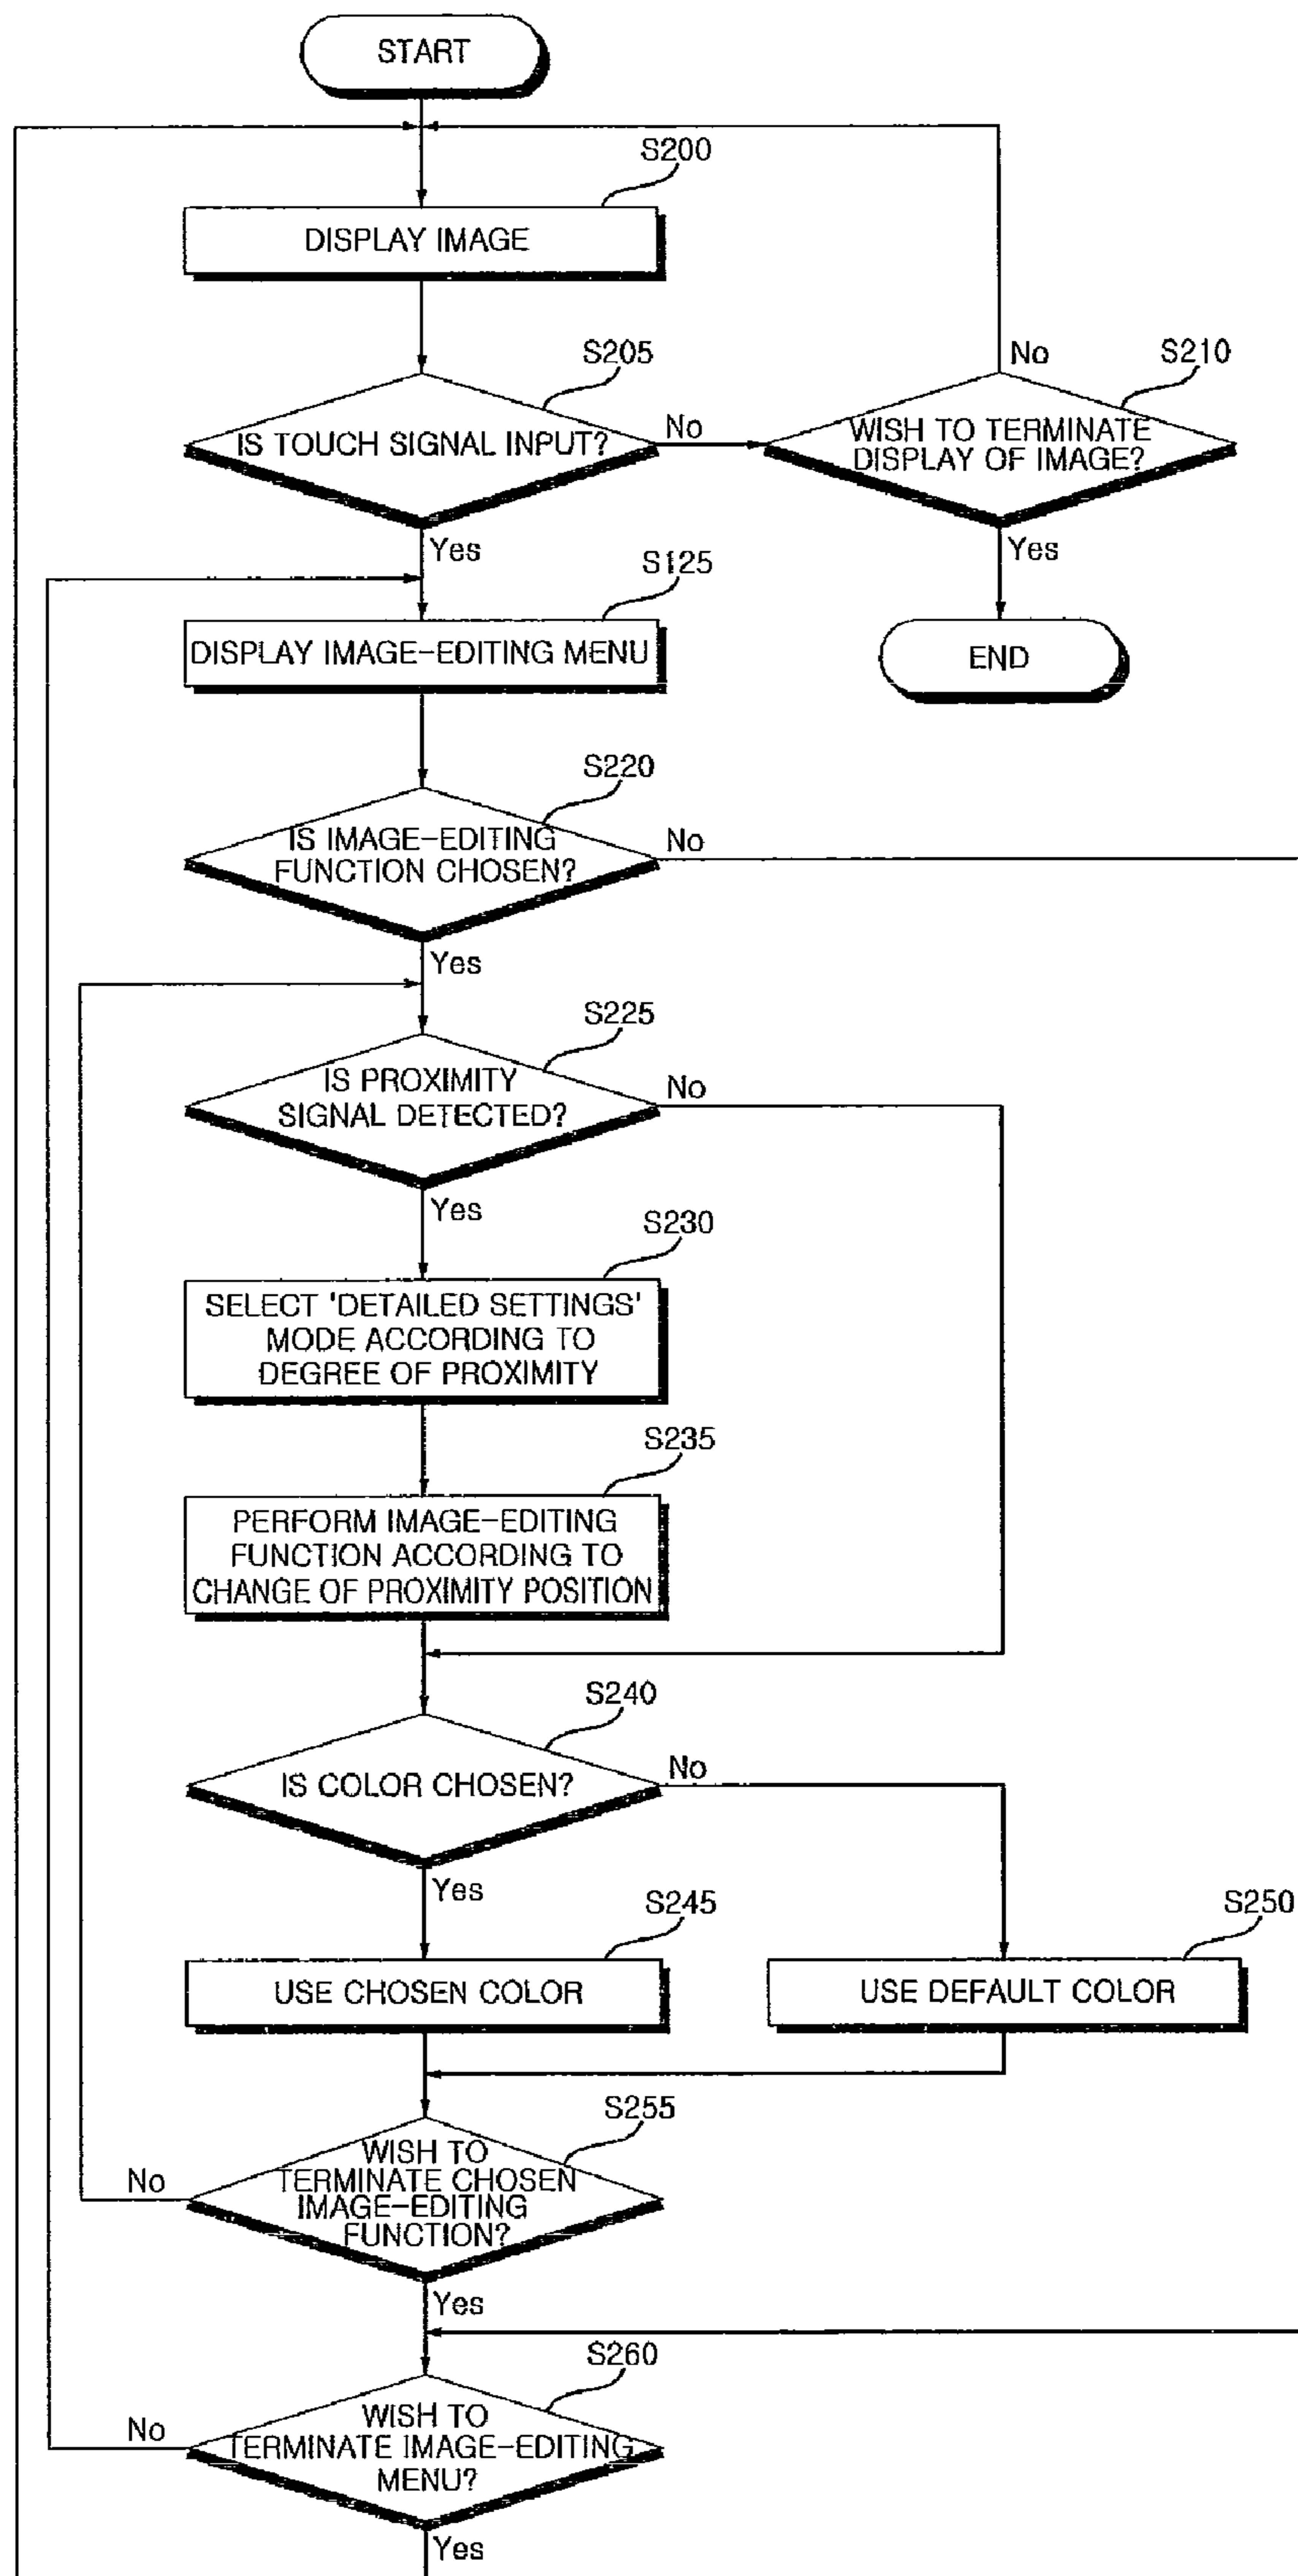 START
S200
DISPLAY IMAGE
S205
IS TOUCH SIGNAL INPUT?
No
No
S210
WISH TO TERMINATE
DISPLAY OF IMAGE?
Yes
Yes
S125
DISPLAY IMAGE-EDITING MENU
END
S220
IS IMAGE-EDITING
FUNCTION CHOSEN?
No
Yes
S225
IS PROXIMITY
SIGNAL DETECTED?
No
Yes
S230
SELECT 'DETAILED SETTINGS'
MODE ACCORDING TO
DEGREE OF PROXIMITY
S235
PERFORM IMAGE-EDITING
FUNCTION ACCORDING TO
CHANGE OF PROXIMITY POSITION
S240
IS COLOR CHOSEN?
No
Yes
S245
USE CHOSEN COLOR
S250
USE DEFAULT COLOR
S255
WISH TO
TERMINATE CHOSEN
IMAGE-EDITING
FUNCTION?
No
Yes
S260
WISH TO
TERMINATE IMAGE-EDITING
MENU?
No
Yes